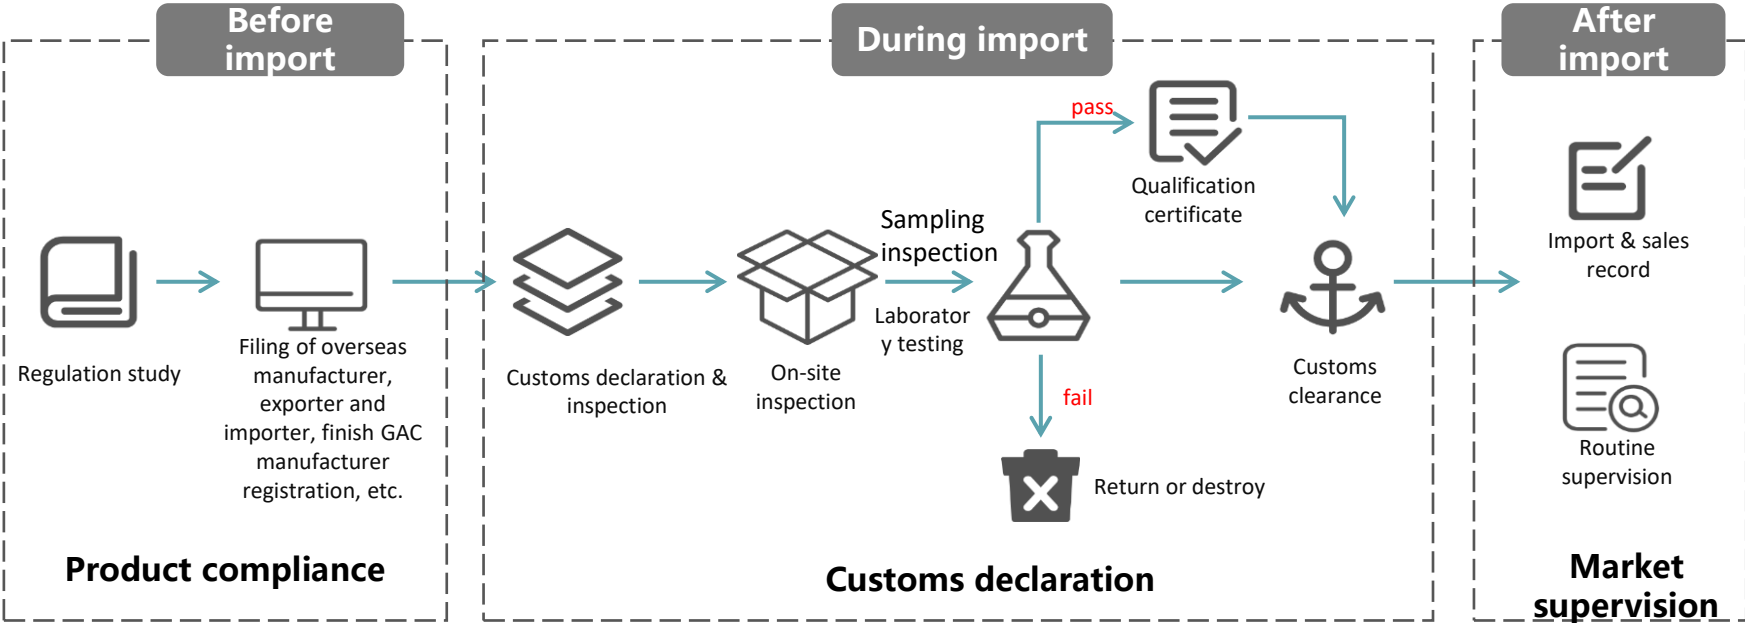 Before
import
During import
After
import
Regulation study
Filing of overseas
manufacturer,
exporter and
importer, finish GAC
manufacturer
registration, etc.
Product compliance
Customs declaration &
inspection
On-site
inspection
Sampling
inspection
Laborator
y testing
pass
Qualification
certificate
fail
Return or destroy
Customs
clearance
Customs declaration
Import & sales
record
Routine
supervision
Market
supervision